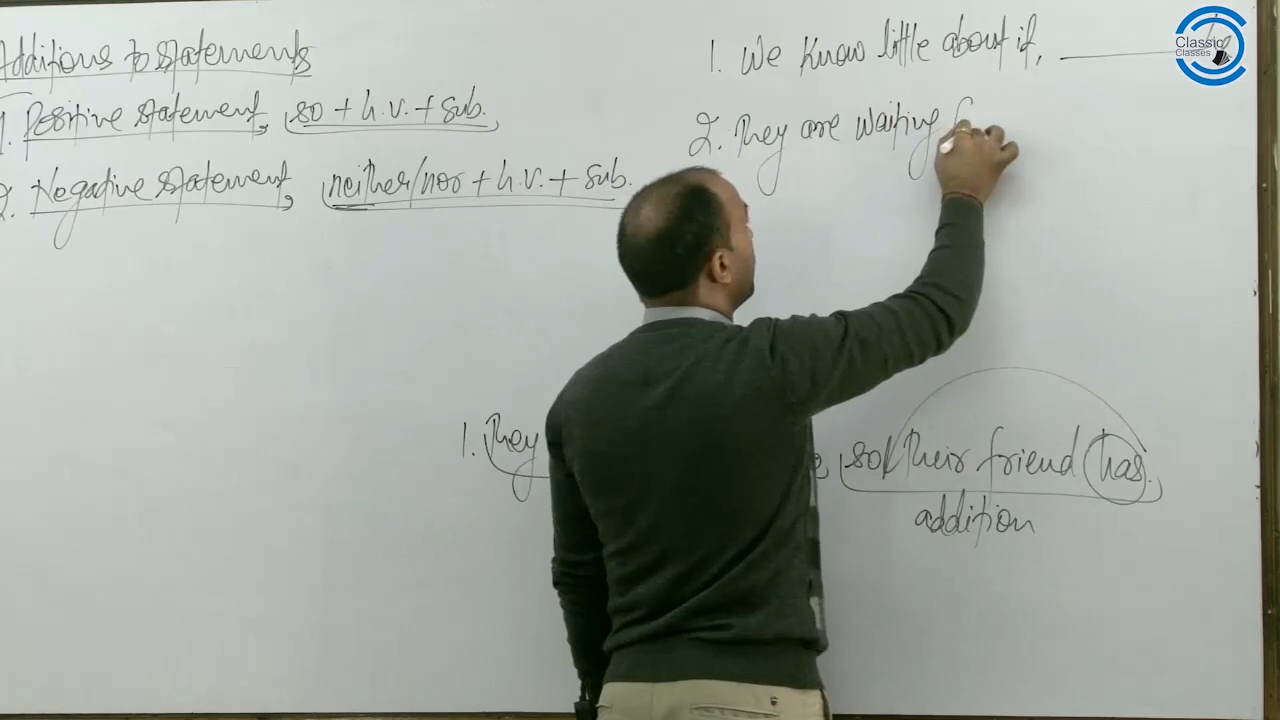 Additions to statements
1. Positive statement, so + h.v. + sub.
2. Negative statement, neither/nor + h.v. + sub.
1. We know little about it,
2. They are waiting
1. They
so their friend has.
addition
Classic
Classes